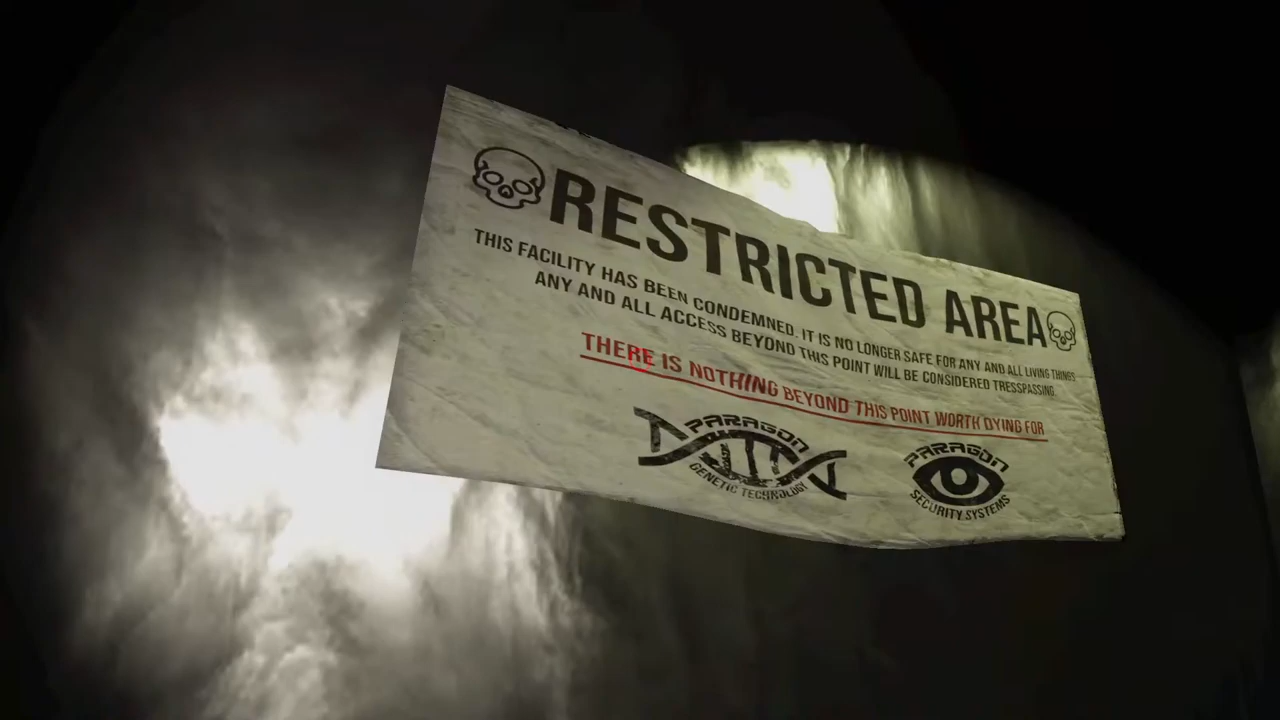 RESTRICTED AREA
THIS FACILITY HAS BEEN CONDEMNED. IT IS NO LONGER SAFE FOR ANY AND ALL LIVING THINGS
ANY AND ALL ACCESS BEYOND THIS POINT WILL BE CONSIDERED TRESSPASSING.
THERE IS NOTHING BEYOND THIS POINT WORTH DYING FOR
PARAGON
GENETIC TECHNOLOGY
PARAGON
SECURITY SYSTEMS